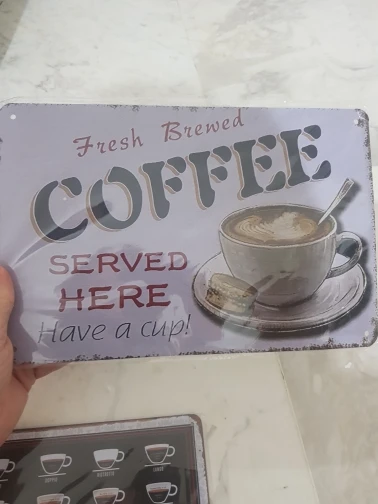 Fresh Brewed
COFFEE
SERVED
HERE
Have a cup!